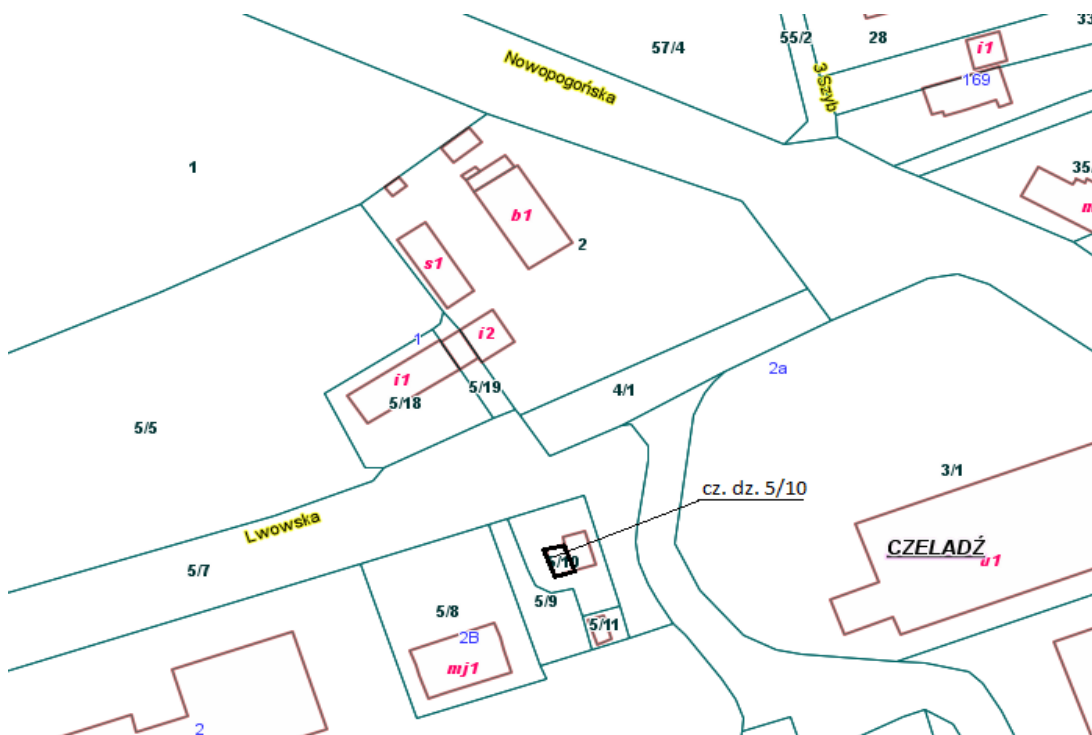 33
57/4
55/2
28
i1
Nowopogońska
3 Szyb
169
1
35/
b1
2
s1
i2
1
i1
5/19
5/18
4/1
2a
5/5
3/1
cz. dz. 5/10
Lwowska
CZELADŹ
u1
5/7
5/10
5/8
5/9
5/11
2B
mj1
2